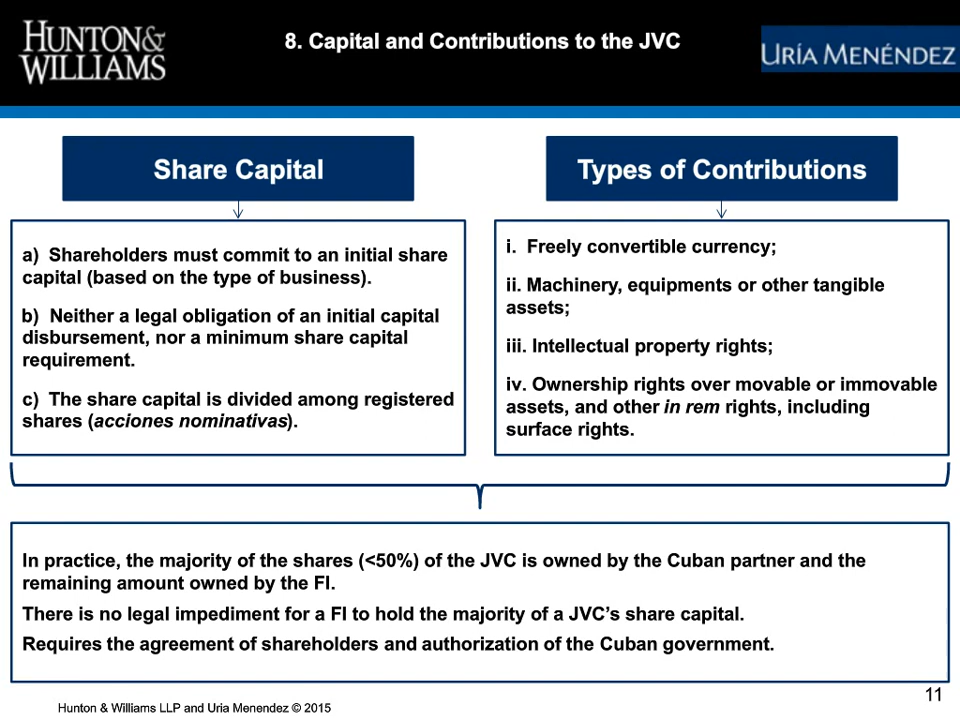 HUNTON&
WILLIAMS
8. Capital and Contributions to the JVC
URÍA MENÉNDEZ
Share Capital
a) Shareholders must commit to an initial share
capital (based on the type of business).
b) Neither a legal obligation of an initial capital
disbursement, nor a minimum share capital
requirement.
c) The share capital is divided among registered
shares (acciones nominativas).
Types of Contributions
i. Freely convertible currency;
ii. Machinery, equipments or other tangible
assets;
iii. Intellectual property rights;
iv. Ownership rights over movable or immovable
assets, and other in rem rights, including
surface rights.
In practice, the majority of the shares (<50%) of the JVC is owned by the Cuban partner and the
remaining amount owned by the FI.
There is no legal impediment for a FI to hold the majority of a JVC’s share capital.
Requires the agreement of shareholders and authorization of the Cuban government.
11
Hunton & Williams LLP and Uria Menendez © 2015